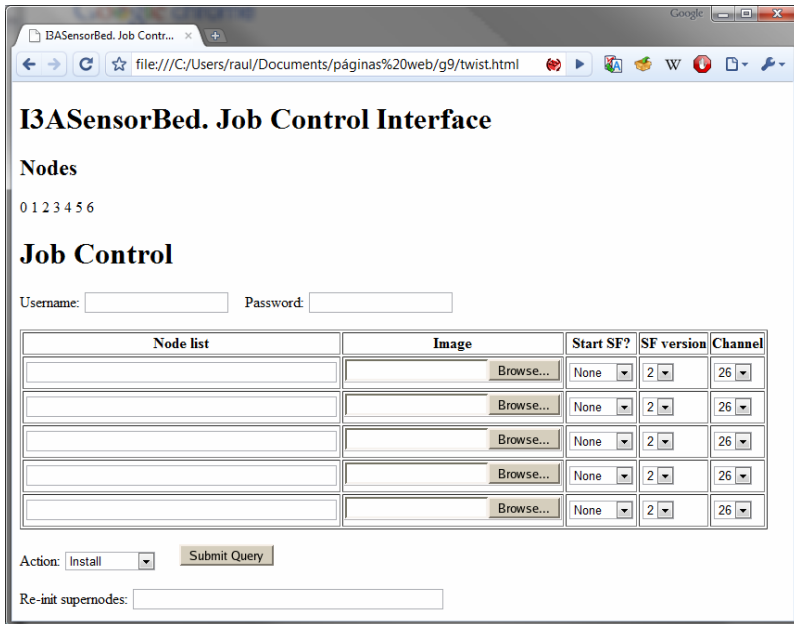 Google
I3ASensorBed. Job Contr...
file:///C:/Users/raul/Documents/páginas%20web/g9/twist.html
W
I3ASensorBed. Job Control Interface
Nodes
0 1 2 3 4 5 6
Job Control
Username: Password:
Node list Image Start SF? SF version Channel
Browse... None 2 26
Browse... None 2 26
Browse... None 2 26
Browse... None 2 26
Browse... None 2 26
Action: Install Submit Query
Re-init supernodes: